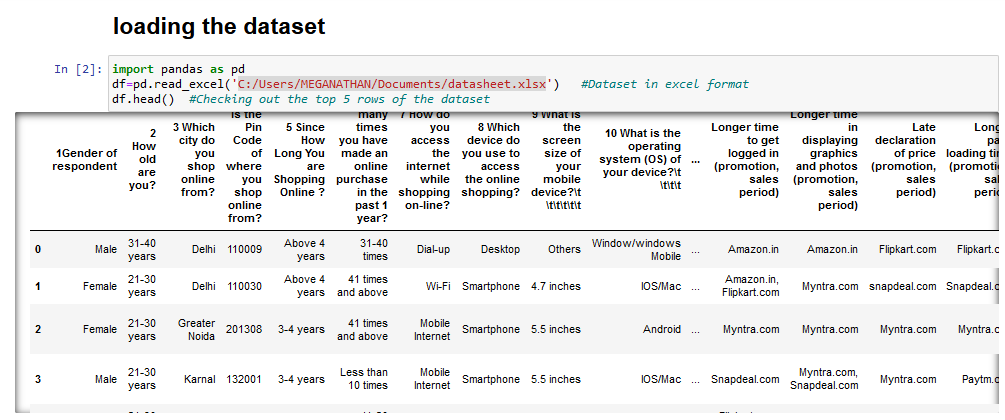 loading the dataset
In [2]: import pandas as pd
df=pd.read_excel('C:/Users/MEGANATHAN/Documents/datasheet.xlsx') #Dataset in excel format
df.head() #Checking out the top 5 rows of the dataset
1Gender of respondent 2 How old are you? 3 Which city do you shop online from? is the Pin Code of where you shop online from? 5 Since How Long You are Shopping Online ? many times you have made an online purchase in the past 1 year? 7 How do you access the internet while shopping on-line? 8 Which device do you use to access the online shopping? 9 What is the screen size of your mobile device?\t \t\t\t\t\t 10 What is the operating system (OS) of your device?\t \t\t\t ... Longer time to get logged in (promotion, sales period) Longer time in displaying graphics and photos (promotion, sales period) Late declaration of price (promotion, sales period)
0 Male 31-40 years Delhi 110009 Above 4 years 31-40 times Dial-up Desktop Others Window/windows Mobile ... Amazon.in Amazon.in Flipkart.com Flipkart.c
1 Female 21-30 years Delhi 110030 Above 4 years 41 times and above Wi-Fi Smartphone 4.7 inches IOS/Mac ... Amazon.in, Flipkart.com Myntra.com snapdeal.com Snapdeal.c
2 Female 21-30 years Greater Noida 201308 3-4 years 41 times and above Mobile Internet Smartphone 5.5 inches Android ... Myntra.com Myntra.com Myntra.com Myntra.c
3 Male 21-30 years Karnal 132001 3-4 years Less than 10 times Mobile Internet Smartphone 5.5 inches IOS/Mac ... Snapdeal.com Myntra.com, Snapdeal.com Myntra.com Paytm.c